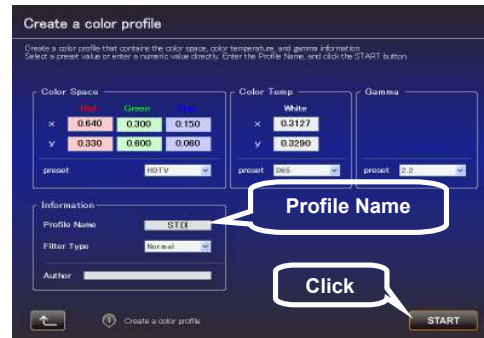 Create a color profile
Create a color profile that contains the color space, color temperature, and gamma information.
Select a preset value or enter a numeric value directly. Enter the Profile Name, and click the START button.
Color Space
Color Temp
Gamma
Red Green Blue
White
x 0.640 0.300 0.150
x 0.3127
y 0.330 0.600 0.060
y 0.3290
preset HDTV
preset D65
preset 2.2
Information
Profile Name STD
Profile Name
Filter Type Normal
Author
Click
Create a color profile.
START